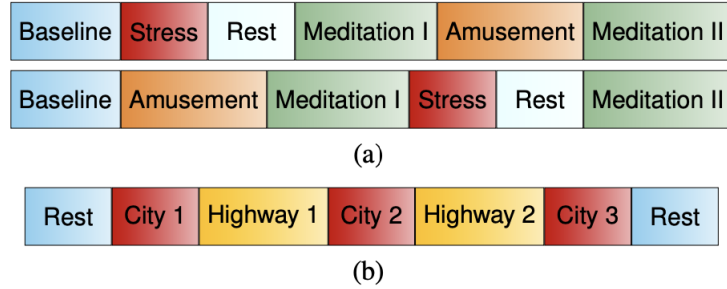 Baseline Stress Rest Meditation I Amusement Meditation II
Baseline Amusement Meditation I Stress Rest Meditation II
(a)
Rest City 1 Highway 1 City 2 Highway 2 City 3 Rest
(b)